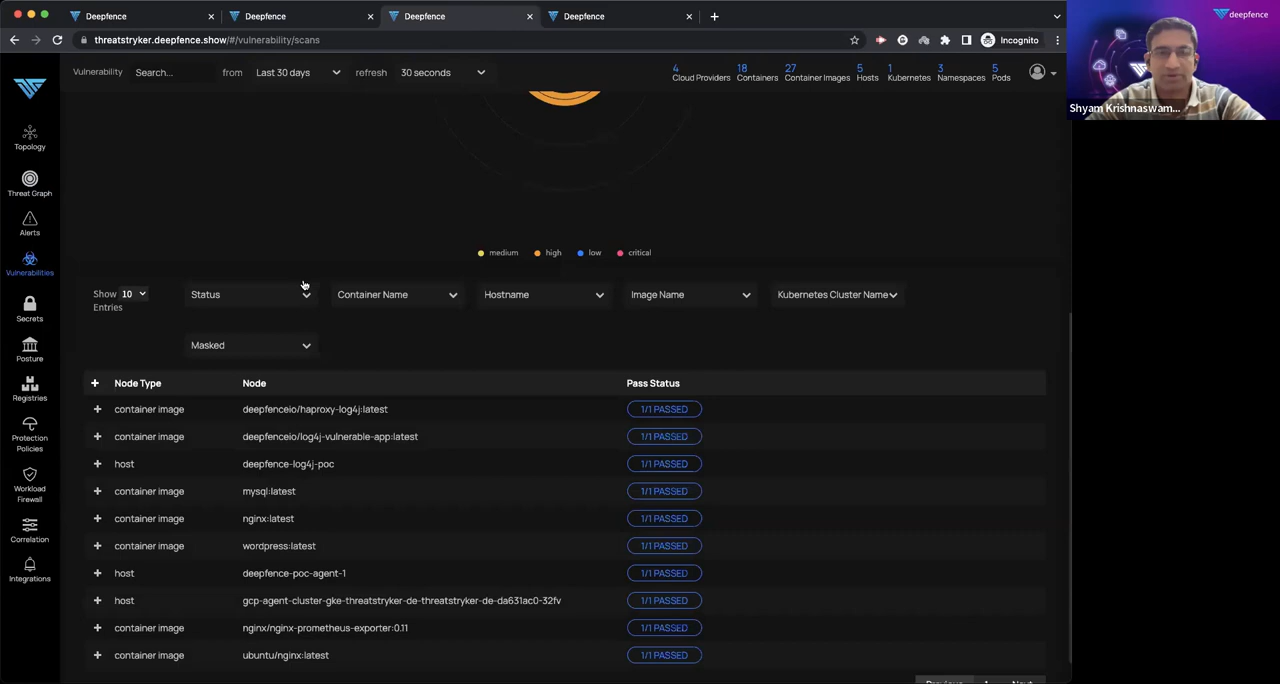 Deepfence
Deepfence
Deepfence
Deepfence
threatstryker.deepfence.show/#/vulnerability/scans
Incognito
deepfence
Shyam Krishnaswam...
Vulnerability
Search...
from
Last 30 days
refresh
30 seconds
4 Cloud Providers
18 Containers
27 Container Images
5 Hosts
1 Kubernetes
3 Namespaces
5 Pods
Topology
Threat Graph
Alerts
Vulnerabilities
Secrets
Posture
Registries
Protection
Policies
Workload
Firewall
Correlation
Integrations
medium high low critical
Show 10
Entries
Status
Container Name
Hostname
Image Name
Kubernetes Cluster Name
Masked
+ Node Type Node Pass Status
+ container image deepfenceio/haproxy-log4j:latest 1/1 PASSED
+ container image deepfenceio/log4j-vulnerable-app:latest 1/1 PASSED
+ host deepfence-log4j-poc 1/1 PASSED
+ container image mysql:latest 1/1 PASSED
+ container image nginx:latest 1/1 PASSED
+ container image wordpress:latest 1/1 PASSED
+ host deepfence-poc-agent-1 1/1 PASSED
+ host gcp-agent-cluster-gke-threatstryker-de-threatstryker-de-da631ac0-32fv 1/1 PASSED
+ container image nginx/nginx-prometheus-exporter:0.11 1/1 PASSED
+ container image ubuntu/nginx:latest 1/1 PASSED